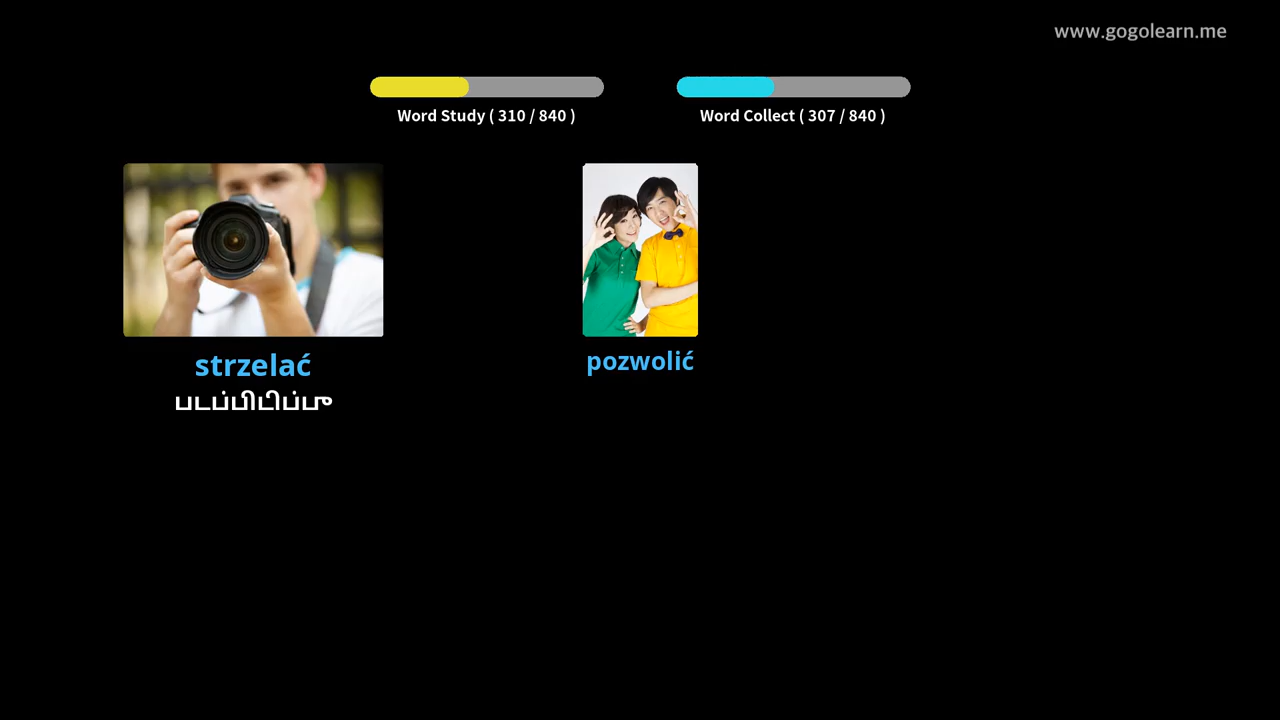 www.gogolearn.me
Word Study ( 310 / 840 )
Word Collect ( 307 / 840 )
strzelać
படப்பிடிப்பு
pozwolić